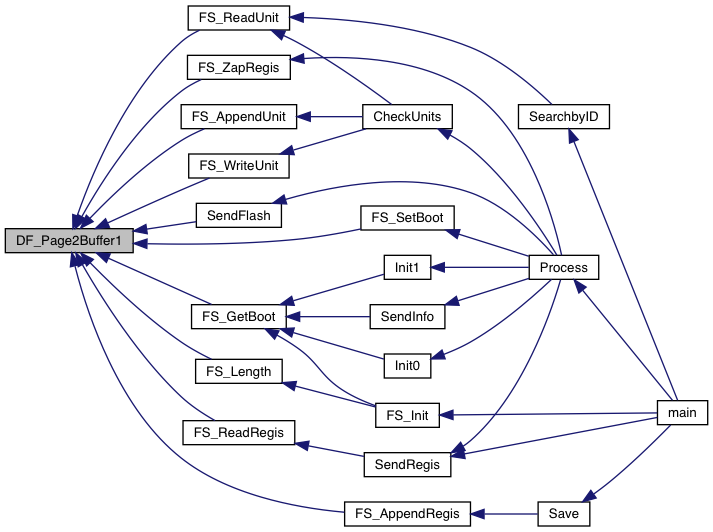 FS_ReadUnit
FS_ZapRegis
FS_AppendUnit
CheckUnits
SearchbyID
FS_WriteUnit
SendFlash
FS_SetBoot
DF_Page2Buffer1
Init1
Process
FS_GetBoot
SendInfo
Init0
FS_Length
FS_Init
main
FS_ReadRegis
SendRegis
FS_AppendRegis
Save